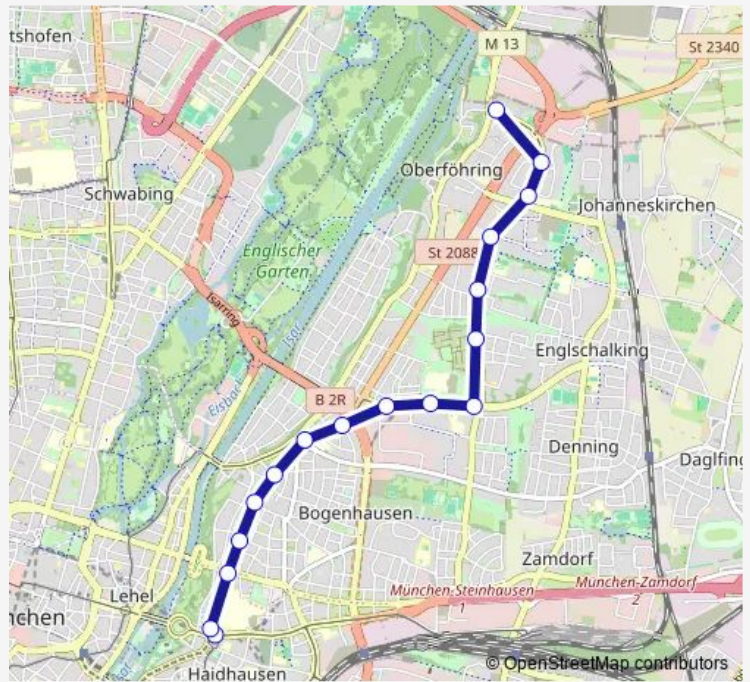 tshofen
M 13
St 2340
Oberföhring
Schwabing
Johanneskirchen
Englischer
Garten
St 2088
Isarring
Isar
Englschalking
Eisbach
B 2R
Denning
Daglfing
Bogenhausen
Zamdorf
München-Steinhausen
1
München-Zamdorf
2
Lehel
nchen
Isar
Haidhausen
© OpenStreetMap contributors